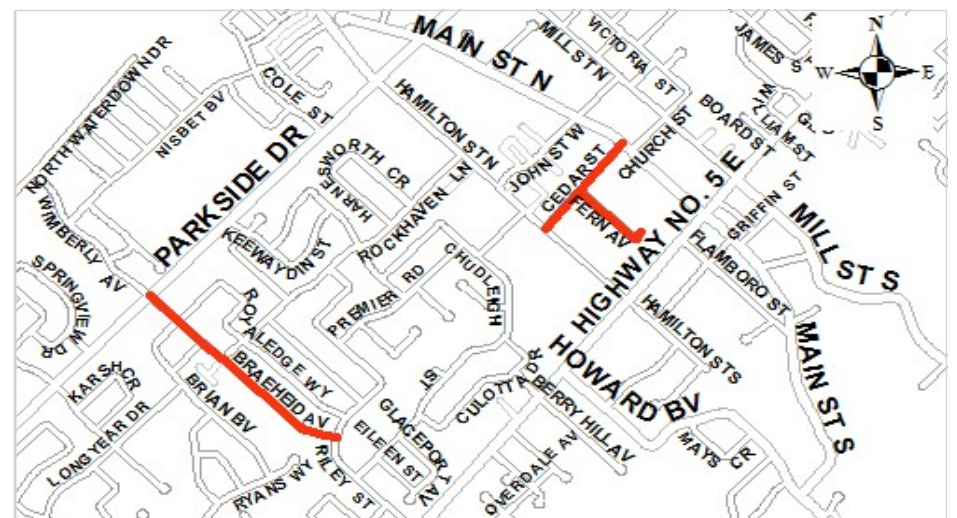 MAIN ST N
MILL ST N
VICTORIA ST
JAMES S
N
W
E
S
COLE ST
HAMILTON ST N
NORTH WATERDOWN DR
NISBET BV
PARKSIDE DR
HARNESWORTH CR
ROCKHAVEN LN
JOHN ST W
CEDAR ST
CHURCH ST
BOARD ST
WILLIAM ST
WIMBERLY AV
KEEWAYDIN ST
FERN AV
HIGHWAY NO. 5 E
GRIFFIN ST
MILL ST S
SPRINGVIEW DR
ROYALEDGE WY
PREMIER RD
CHUDLEIGH
ST
FLAMBORO ST
HAMILTON ST S
MAIN ST S
KARSH CR
BRIAN BV
BRAEHEID AV
LONGYEAR DR
GLACEPORT AV
EILEEN ST
CULOTTA DR
BERRY HILL AV
HOWARD BV
MAYS CR
RYANS WY
RILEY ST
OVERDALE AV